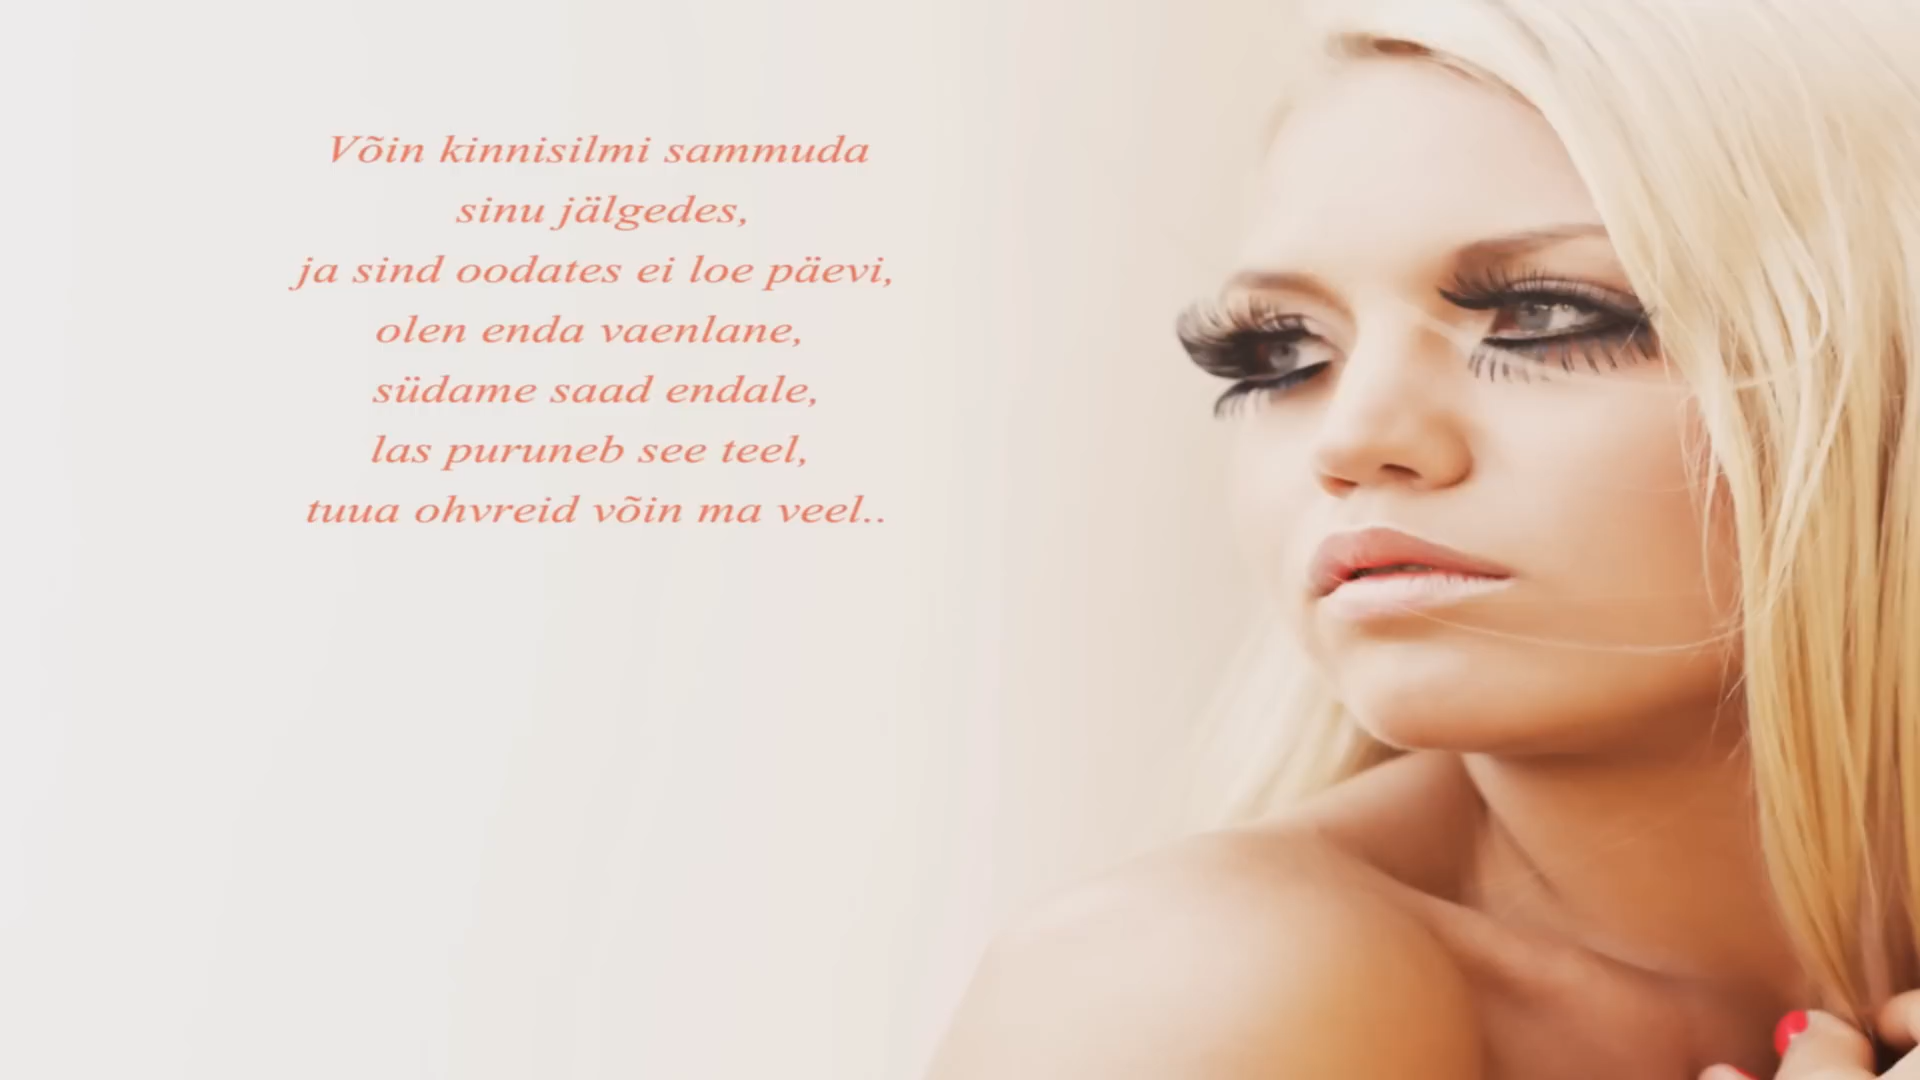 Võin kinnisilmi sammuda
sinu jälgedes,
ja sind oodates ei loe päevi,
olen enda vaenlane,
südame saad endale,
las puruneb see teel,
tuua ohvreid võin ma veel..